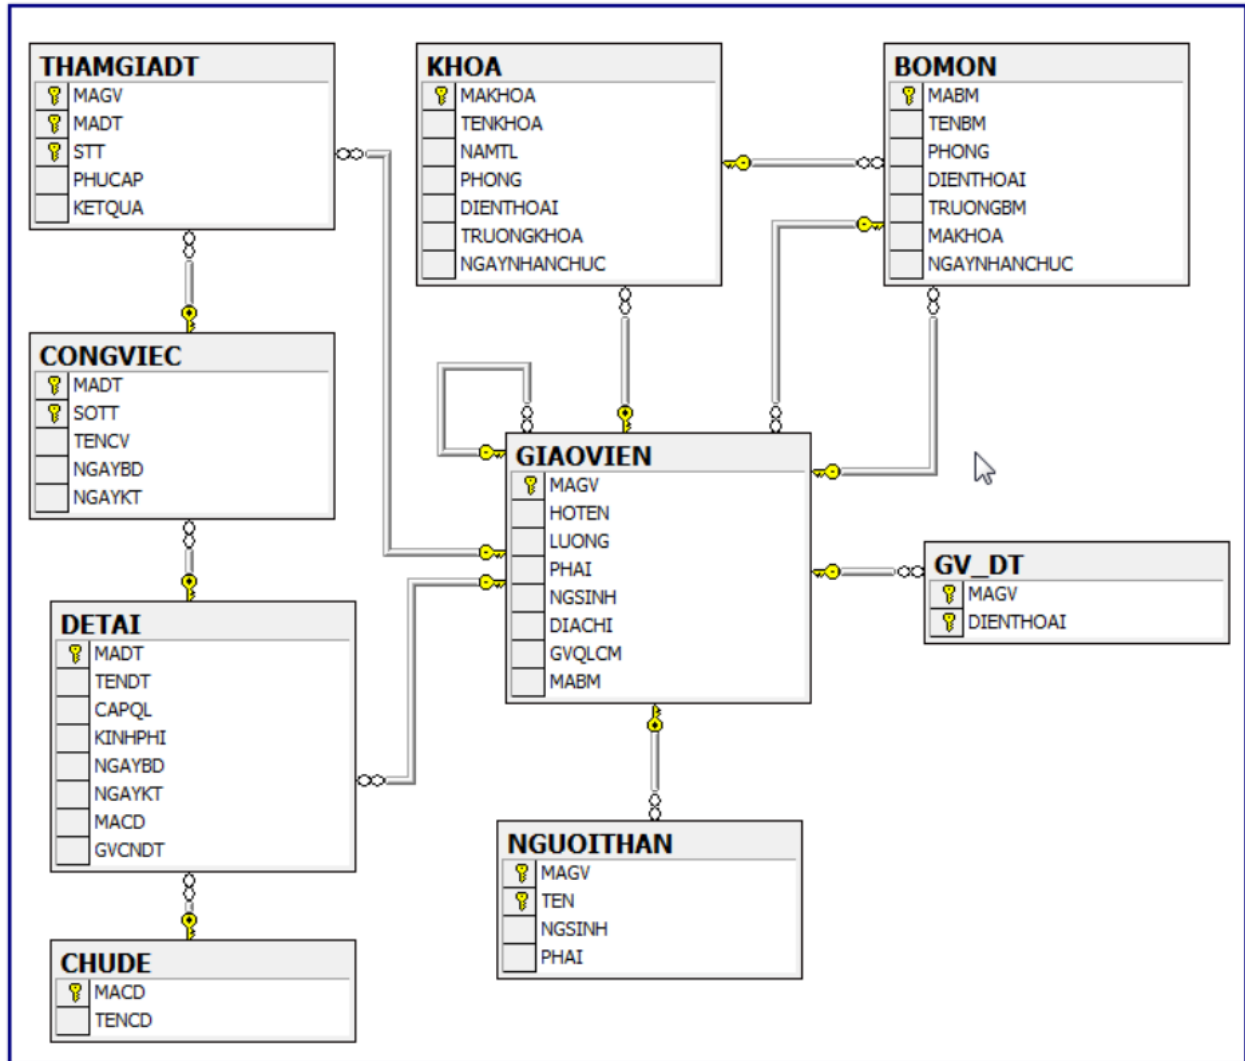 THAMGIADT
MAGV
MADT
STT
PHUCAP
KETQUA
KHOA
MAKHOA
TENKHOA
NAMTL
PHONG
DIENTHOAI
TRUONGKHOA
NGAYNHANCHUC
BOMON
MABM
TENBM
PHONG
DIENTHOAI
TRUONGBM
MAKHOA
NGAYNHANCHUC
CONGVIEC
MADT
SOTT
TENCV
NGAYBD
NGAYKT
GIAOVIEN
MAGV
HOTEN
LUONG
PHAI
NGSINH
DIACHI
GVQLCM
MABM
GV_DT
MAGV
DIENTHOAI
DETAI
MADT
TENDT
CAPQL
KINHPHI
NGAYBD
NGAYKT
MACD
GVCNDT
NGUOITHAN
MAGV
TEN
NGSINH
PHAI
CHUDE
MACD
TENCD